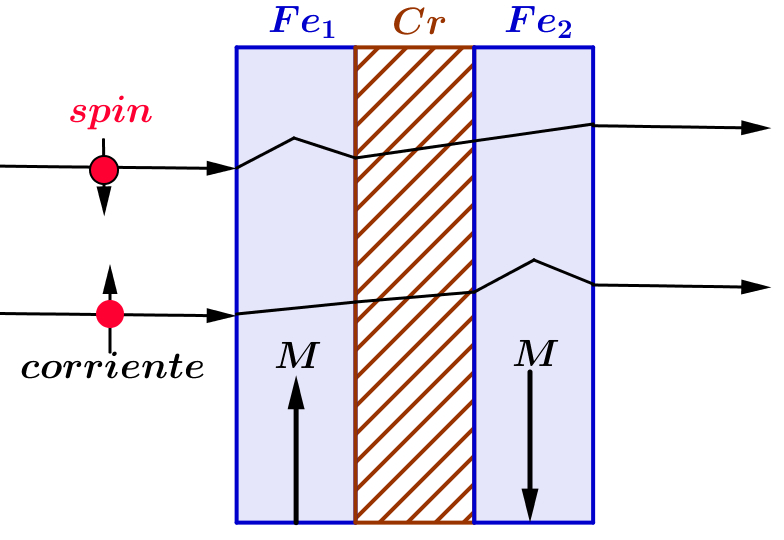 Fe₁ Cr Fe₂
spin
corriente
M M